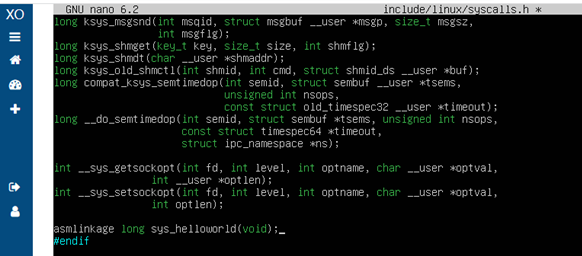 XO
GNU nano 6.2 include/linux/syscalls.h *
long ksys_msgsnd(int msqid, struct msgbuf __user *msgp, size_t msgsz,
int msgflg);
long ksys_shmget(key_t key, size_t size, int shmflg);
long ksys_shmdt(char __user *shmaddr);
long ksys_old_shmctl(int shmid, int cmd, struct shmid_ds __user *buf);
long compat_ksys_semtimedop(int semid, struct sembuf __user *tsems,
unsigned int nsops,
const struct old_timespec32 __user *timeout);
long __do_semtimedop(int semid, struct sembuf *tsems, unsigned int nsops,
const struct timespec64 *timeout,
struct ipc_namespace *ns);
int __sys_getsockopt(int fd, int level, int optname, char __user *optval,
int __user *optlen);
int __sys_setsockopt(int fd, int level, int optname, char __user *optval,
int optlen);
asmlinkage long sys_helloworld(void);
#endif